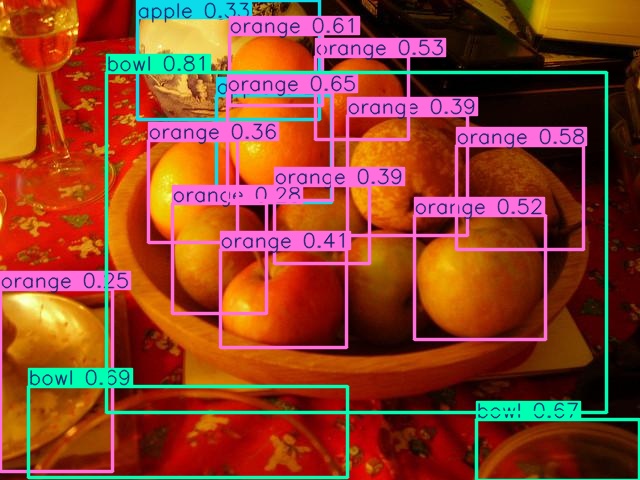 apple 0.33
orange 0.61
orange 0.53
bowl 0.81
orange 0.65
orange 0.39
orange 0.36
orange 0.58
orange 0.39
orange 0.28
orange 0.52
orange 0.41
orange 0.25
bowl 0.69
bowl 0.67